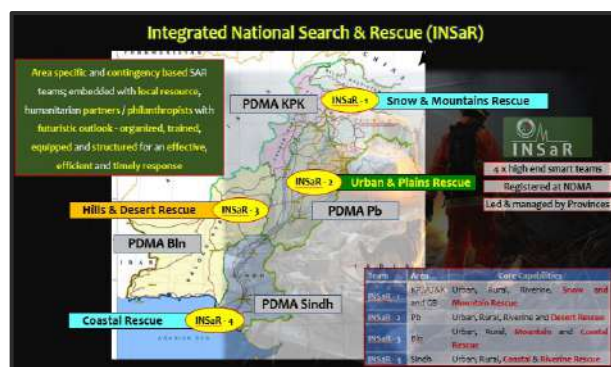 Integrated National Search & Rescue (INSaR)
Area specific and contingency based SAR
teams; embedded with local resource,
humanitarian partners / philanthropists with
futuristic outlook - organized, trained,
equipped and structured for an effective,
efficient and timely response
PDMA KPK
INSaR - 1
Snow & Mountains Rescue
INSaR
4 x high end smart teams
Registered at NDMA
Led & managed by Provinces
INSaR - 2
Urban & Plains Rescue
Hills & Desert Rescue
INSaR - 3
PDMA Pb
PDMA Bln
PDMA Sindh
Coastal Rescue
INSaR - 4
Team Area Core Capabilities
INSaR - 1 and GB Urban, Rural, Riverine, Snow and Mountain Rescue
INSaR - 2 Pb Urban, Rural, Riverine and Desert Rescue
INSaR - 3 Bln Urban, Rural, Mountain and Coastal Rescue
INSaR - 4 Sindh Urban, Rural, Coastal & Riverine Rescue